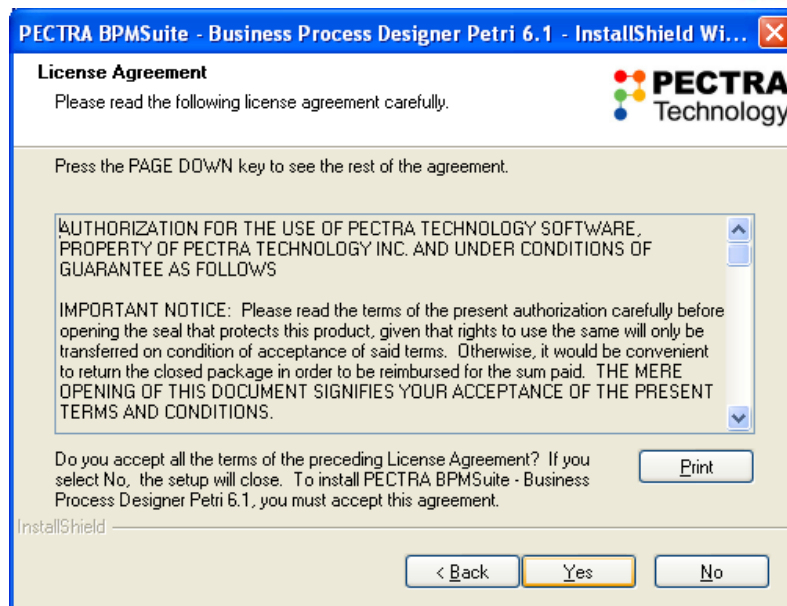 PECTRA BPMSuite - Business Process Designer Petri 6.1 - InstallShield Wi...
License Agreement
Please read the following license agreement carefully.
PECTRA
Technology
Press the PAGE DOWN key to see the rest of the agreement.
AUTHORIZATION FOR THE USE OF PECTRA TECHNOLOGY SOFTWARE,
PROPERTY OF PECTRA TECHNOLOGY INC. AND UNDER CONDITIONS OF
GUARANTEE AS FOLLOWS
IMPORTANT NOTICE: Please read the terms of the present authorization carefully before
opening the seal that protects this product, given that rights to use the same will only be
transferred on condition of acceptance of said terms. Otherwise, it would be convenient
to return the closed package in order to be reimbursed for the sum paid. THE MERE
OPENING OF THIS DOCUMENT SIGNIFIES YOUR ACCEPTANCE OF THE PRESENT
TERMS AND CONDITIONS.
Do you accept all the terms of the preceding License Agreement? If you
select No, the setup will close. To install PECTRA BPMSuite - Business
Process Designer Petri 6.1, you must accept this agreement.
Print
InstallShield
< Back
Yes
No